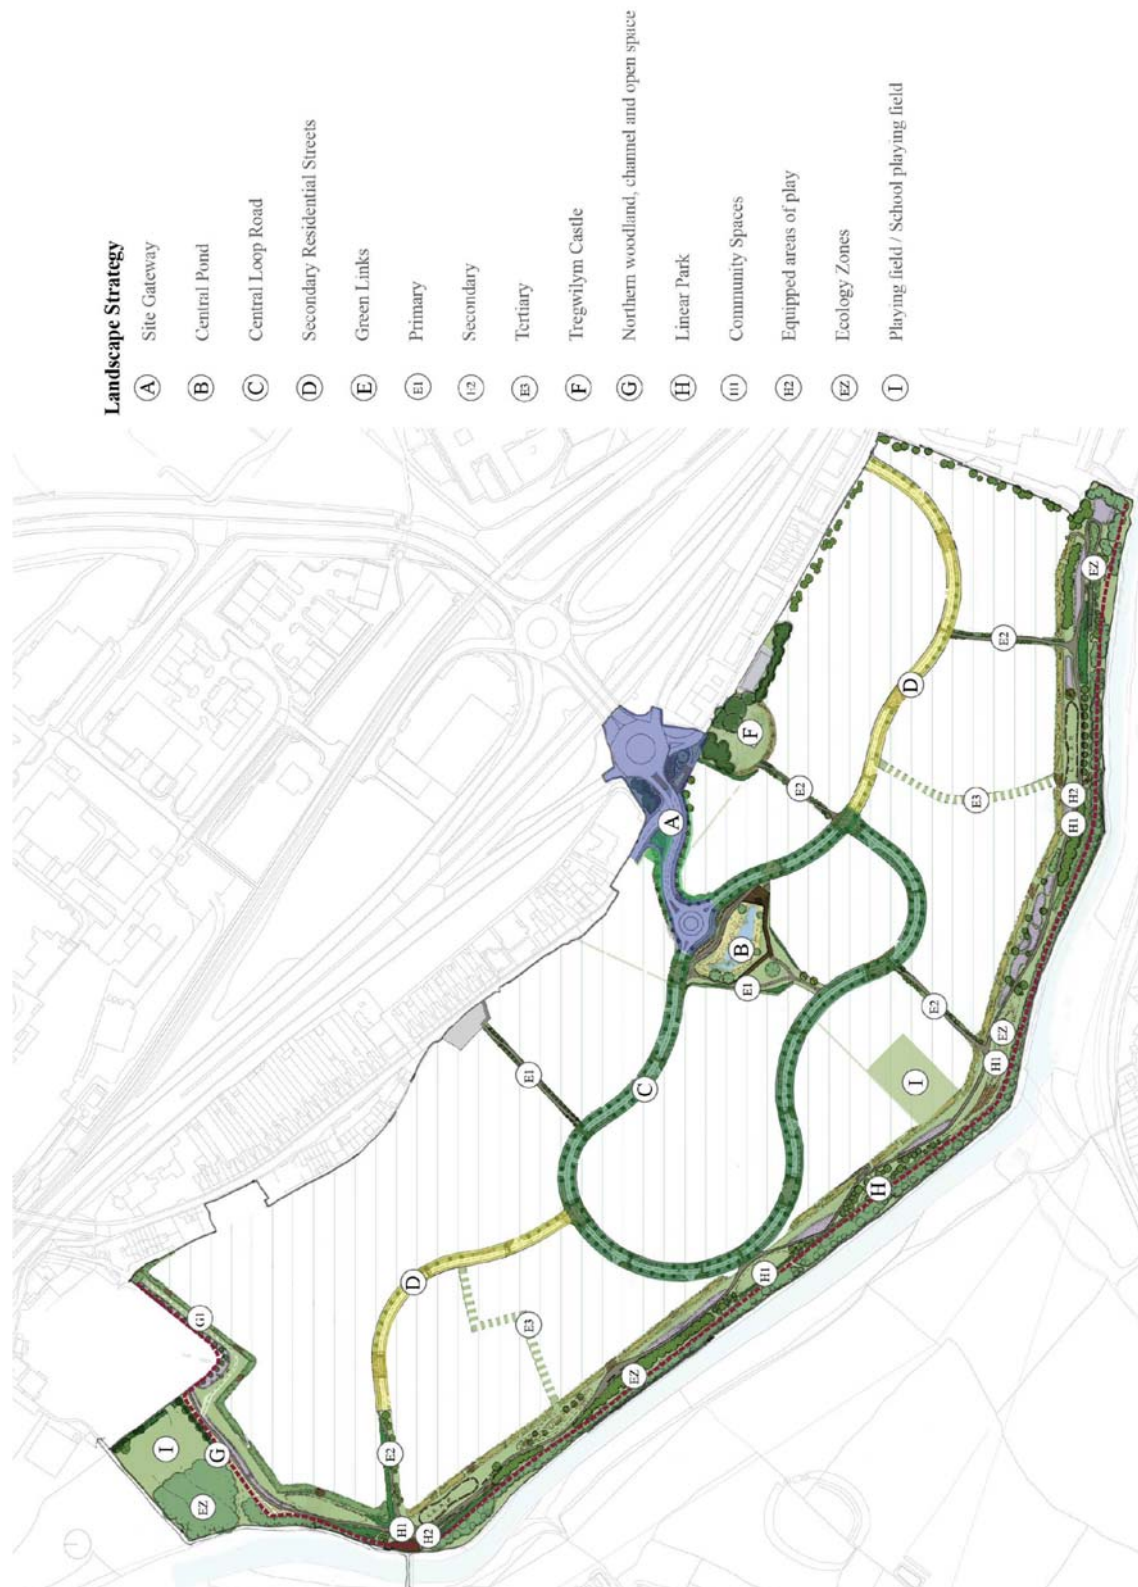 Landscape Strategy
A Site Gateway
B Central Pond
C Central Loop Road
D Secondary Residential Streets
E Green Links
E1 Primary
E2 Secondary
E3 Tertiary
F Tregwilym Castle
G Northern woodland, channel and open space
H Linear Park
H1 Community Spaces
H2 Equipped areas of play
EZ Ecology Zones
I Playing field / School playing field
G1
I
G
EZ
H1
H2
E2
D
E3
EZ
E1
C
H1
H
A
B
E1
I
E2
H1
EZ
F
E2
D
E3
H1
H2
E2
EZ